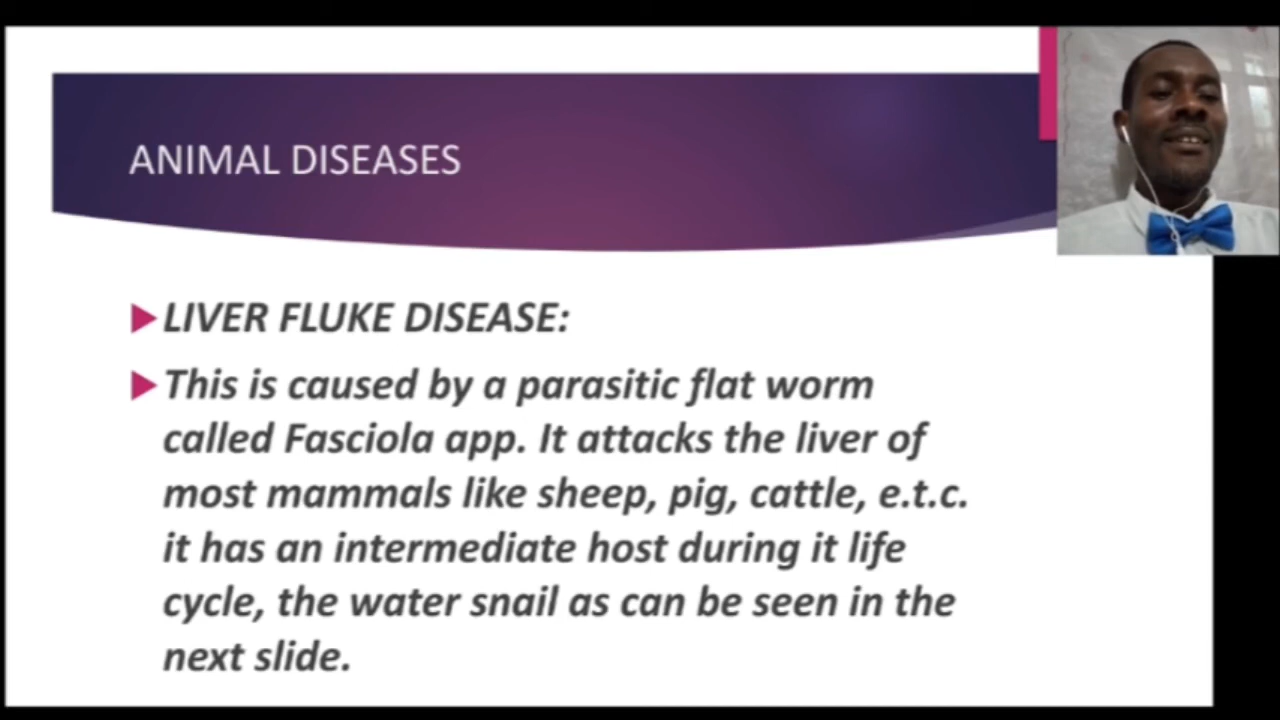 ANIMAL DISEASES
LIVER FLUKE DISEASE:
This is caused by a parasitic flat worm
called Fasciola app. It attacks the liver of
most mammals like sheep, pig, cattle, e.t.c.
it has an intermediate host during it life
cycle, the water snail as can be seen in the
next slide.